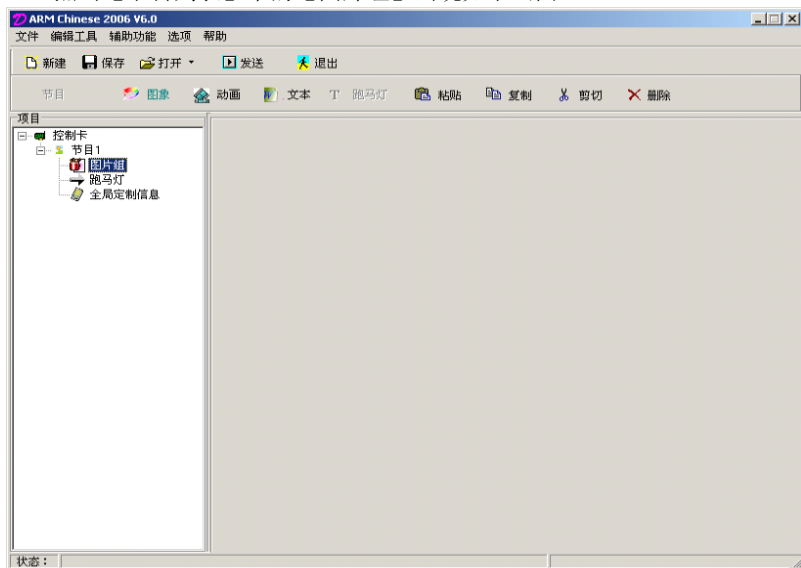 ARM Chinese 2006 V6.0
文件 编辑工具 辅助功能 选项 帮助
新建 保存 打开 发送 退出
节目 图象 动画 文本 T 跑马灯 粘贴 复制 剪切 删除
项目
控制卡
节目1
图片组
跑马灯
全局定制信息
状态：